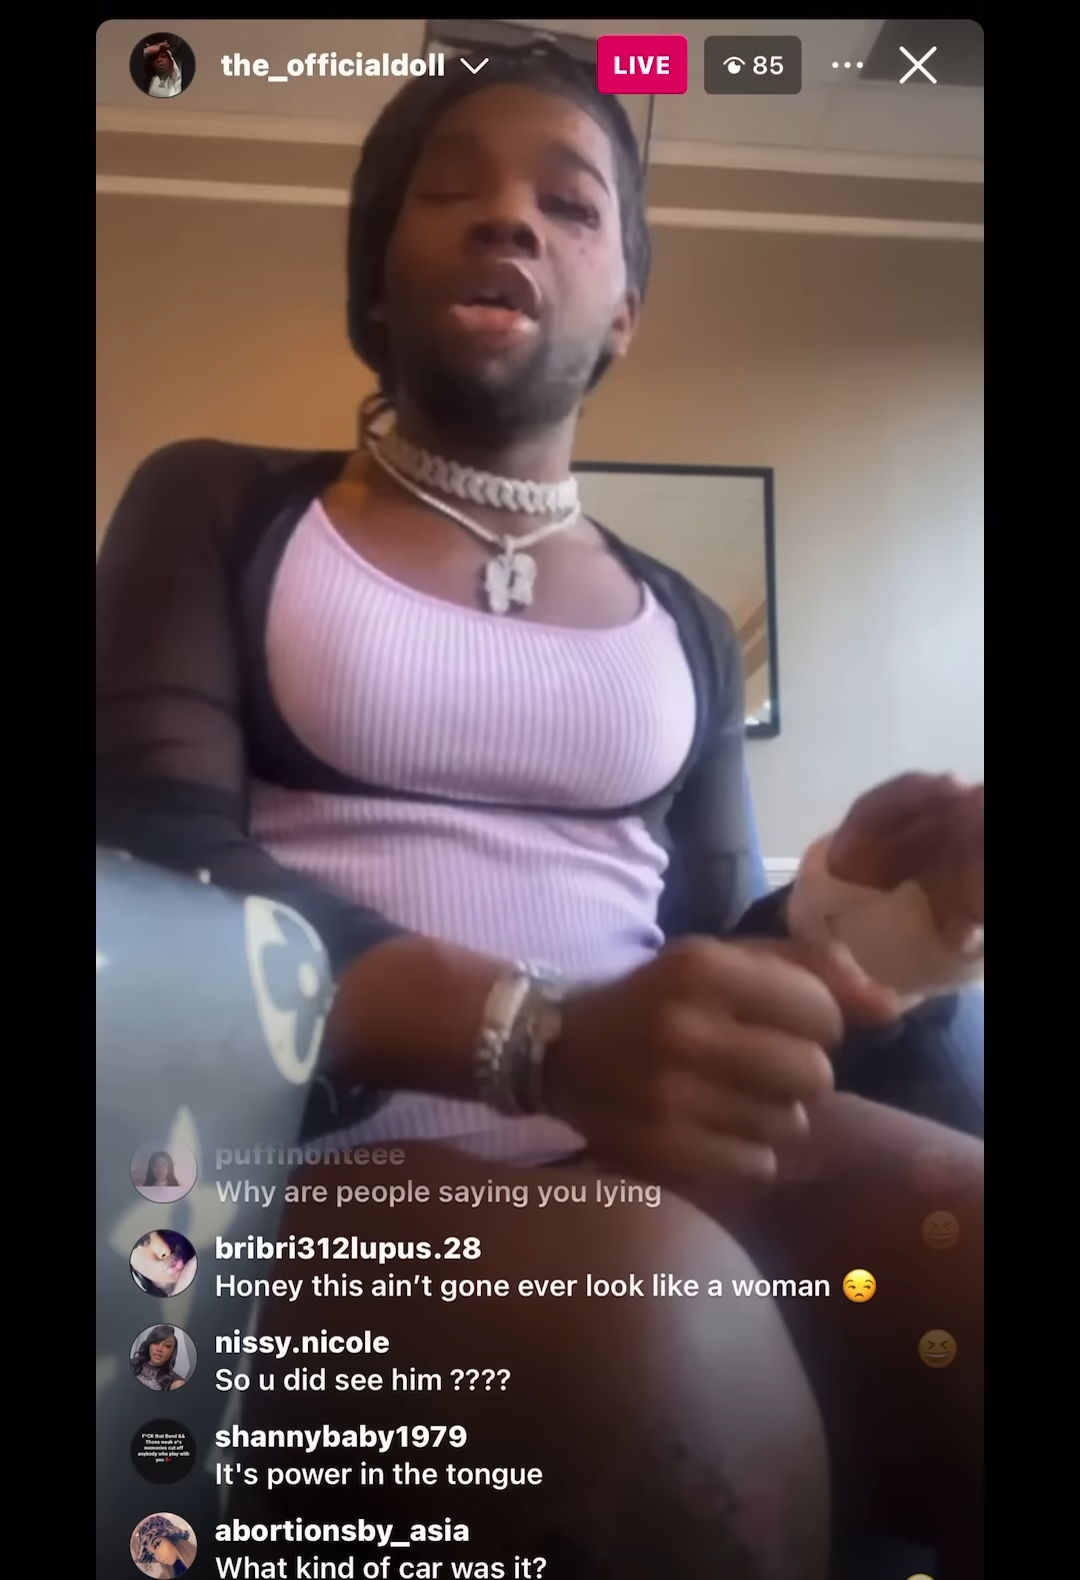 the_officialdoll
LIVE
85
puffinonteee
Why are people saying you lying
bribri312lupus.28
Honey this ain’t gone ever look like a woman 😒
nissy.nicole
So u did see him ????
shannybaby1979
It's power in the tongue
abortionsby_asia
What kind of car was it?